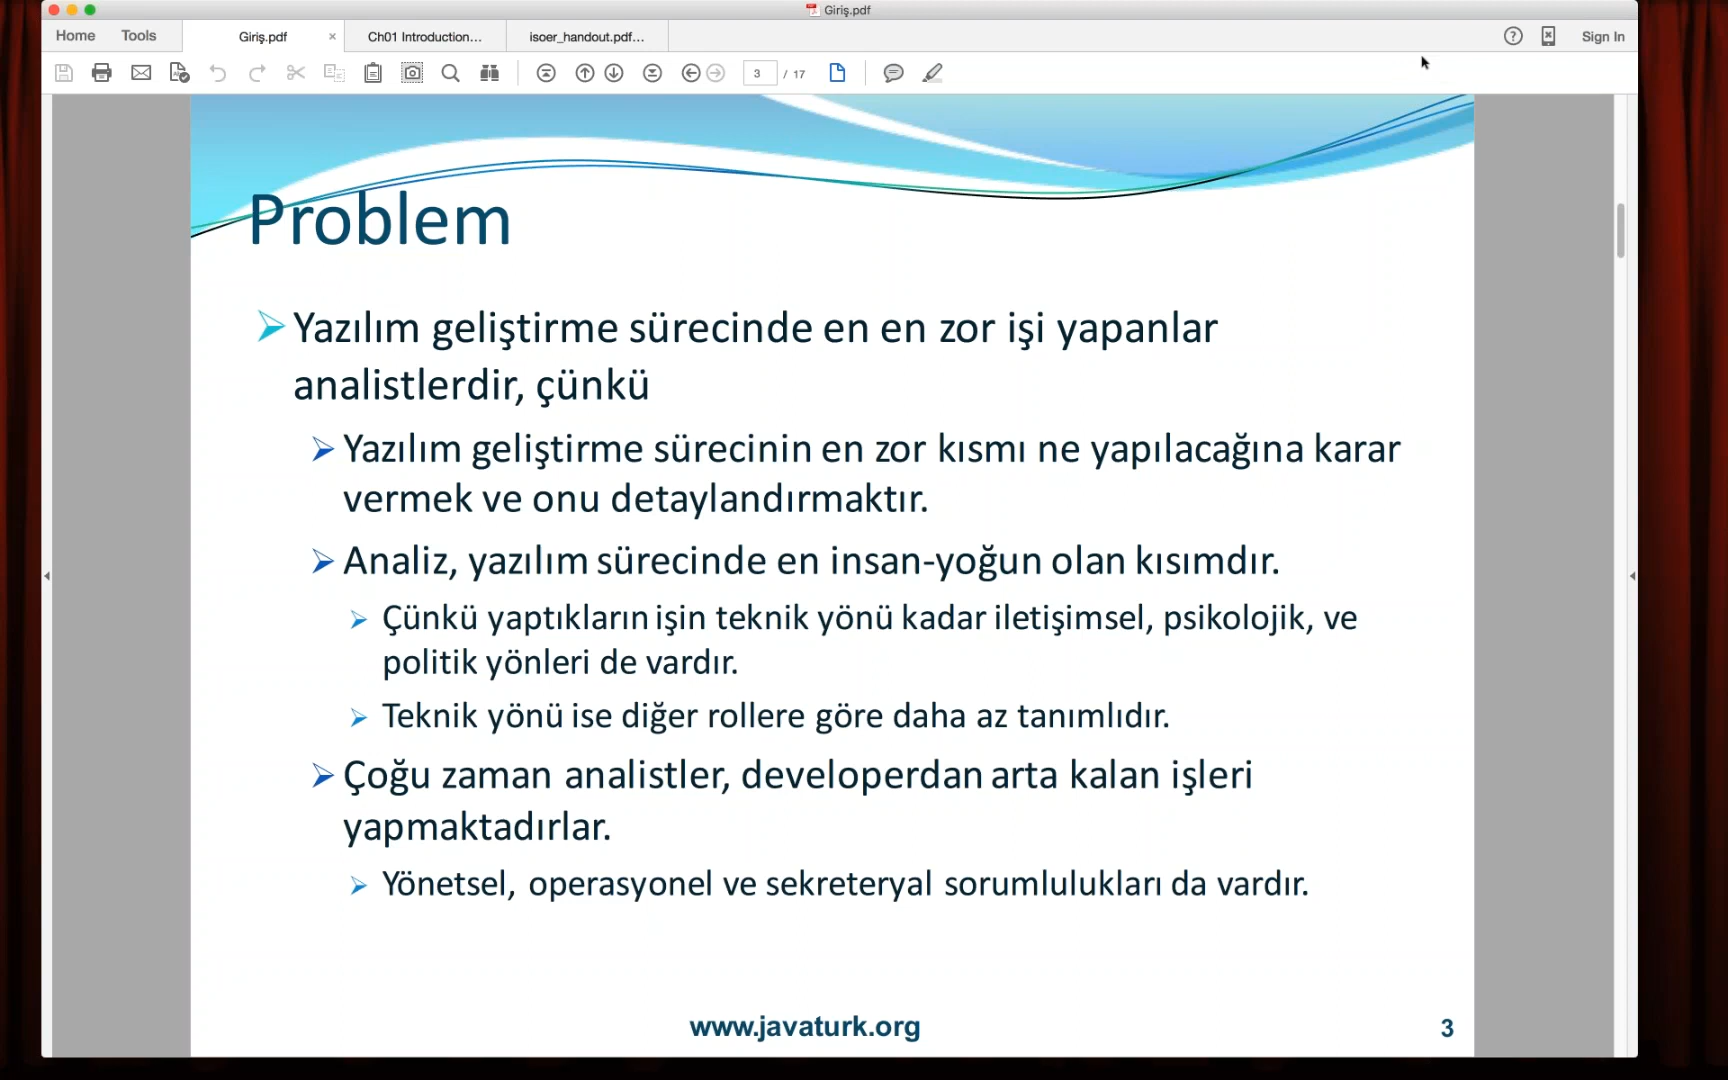 Giriş.pdf
Home Tools Giriş.pdf × Ch01 Introduction... isoer_handout.pdf... Sign In
3 / 17
Problem
Yazılım geliştirme sürecinde en en zor işi yapanlar
analistlerdir, çünkü
Yazılım geliştirme sürecinin en zor kısmı ne yapılacağına karar
vermek ve onu detaylandırmaktır.
Analiz, yazılım sürecinde en insan-yoğun olan kısımdır.
Çünkü yaptıkların işin teknik yönü kadar iletişimsel, psikolojik, ve
politik yönleri de vardır.
Teknik yönü ise diğer rollere göre daha az tanımlıdır.
Çoğu zaman analistler, developerdan arta kalan işleri
yapmaktadırlar.
Yönetsel, operasyonel ve sekreteryal sorumlulukları da vardır.
www.javaturk.org 3